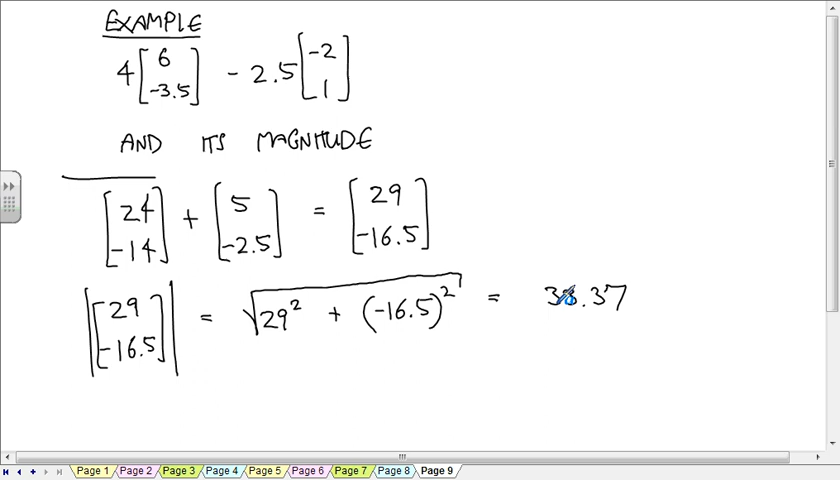 EXAMPLE
4[6 -3.5] - 2.5[-2 1]
AND ITS MAGNITUDE
[24 -14] + [5 -2.5] = [29 -16.5]
|[29 -16.5]| = √29² + (-16.5)² = .37
Page 1 Page 2 Page 3 Page 4 Page 5 Page 6 Page 7 Page 8 Page 9